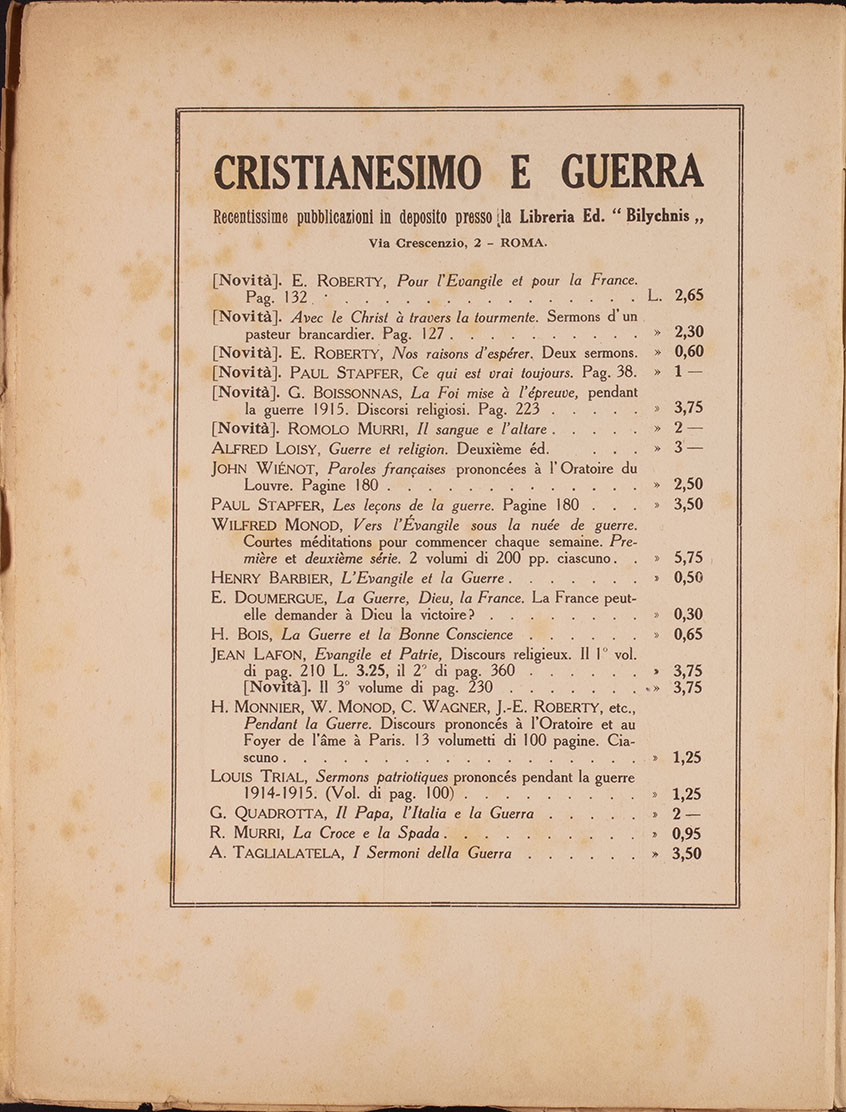 CRISTIANESIMO E GUERRA
Recentissime pubblicazioni in deposito presso la Libreria Ed. “ Bilychnis „
Via Crescenzio, 2 - ROMA.
[Novità]. E. ROBERTY, Pour l'Evangile et pour la France.
Pag. 132 . . . . . . . . . . . . . . . . L. 2,65
[Novità]. Avec le Christ à travers la tourmente. Sermons d'un
pasteur brancardier. Pag. 127 . . . . . . . . . . » 2,30
[Novità]. E. ROBERTY, Nos raisons d'espérer. Deux sermons. » 0,60
[Novità]. PAUL STAPFER, Ce qui est vrai toujours. Pag. 38. » 1 —
[Novità]. G. BOISSONNAS, La Foi mise à l'épreuve, pendant
la guerre 1915. Discorsi religiosi. Pag. 223 . . . . . » 3,75
[Novità]. ROMOLO MURRI, Il sangue e l'altare . . . . . » 2 —
ALFRED LOISY, Guerre et religion. Deuxième éd. . . . » 3 —
JOHN WIÉNOT, Paroles françaises prononcées à l'Oratoire du
Louvre. Pagine 180 . . . . . . . . . . . . . » 2,50
PAUL STAPFER, Les leçons de la guerre. Pagine 180 . . . » 3,50
WILFRED MONOD, Vers l'Évangile sous la nuée de guerre.
Courtes méditations pour commencer chaque semaine. Pre-
mière et deuxième série. 2 volumi di 200 pp. ciascuno . . » 5,75
HENRY BARBIER, L'Evangile et la Guerre . . . . . . . » 0,50
E. DOUMERGUE, La Guerre, Dieu, la France. La France peut-
elle demander à Dieu la victoire? . . . . . . . . » 0,30
H. BOIS, La Guerre et la Bonne Conscience . . . . . . » 0,65
JEAN LAFON, Evangile et Patrie, Discours religieux. Il 1° vol.
di pag. 210 L. 3.25, il 2° di pag. 360 . . . . . . » 3,75
[Novità]. Il 3° volume di pag. 230 . . . . . . . » 3,75
H. MONNIER, W. MONOD, C. WAGNER, J.-E. ROBERTY, etc.,
Pendant la Guerre. Discours prononcés à l'Oratoire et au
Foyer de l'âme à Paris. 13 volumetti di 100 pagine. Cia-
scuno . . . . . . . . . . . . . . . . . . » 1,25
LOUIS TRIAL, Sermons patriotiques prononcés pendant la guerre
1914-1915. (Vol. di pag. 100) . . . . . . . . . » 1,25
G. QUADROTTA, Il Papa, l'Italia e la Guerra . . . . . » 2 —
R. MURRI, La Croce e la Spada . . . . . . . . . . » 0,95
A. TAGLIALATELA, I Sermoni della Guerra . . . . . . » 3,50